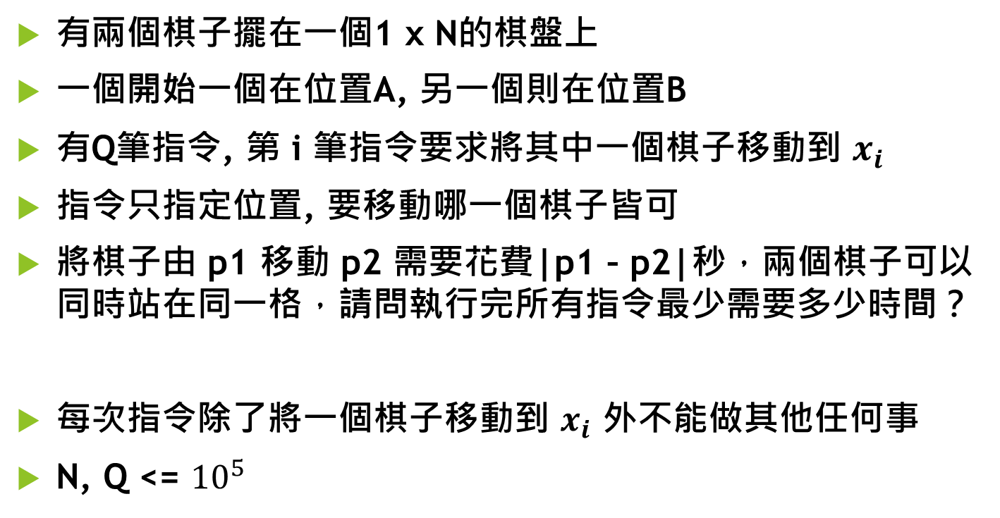 有兩個棋子擺在一個1 x N的棋盤上
一個開始一個在位置A, 另一個則在位置B
有Q筆指令, 第 i 筆指令要求將其中一個棋子移動到 xᵢ
指令只指定位置, 要移動哪一個棋子皆可
將棋子由 p1 移動 p2 需要花費|p1 - p2|秒，兩個棋子可以
同時站在同一格，請問執行完所有指令最少需要多少時間？
每次指令除了將一個棋子移動到 xᵢ 外不能做其他任何事
N, Q <= 10⁵